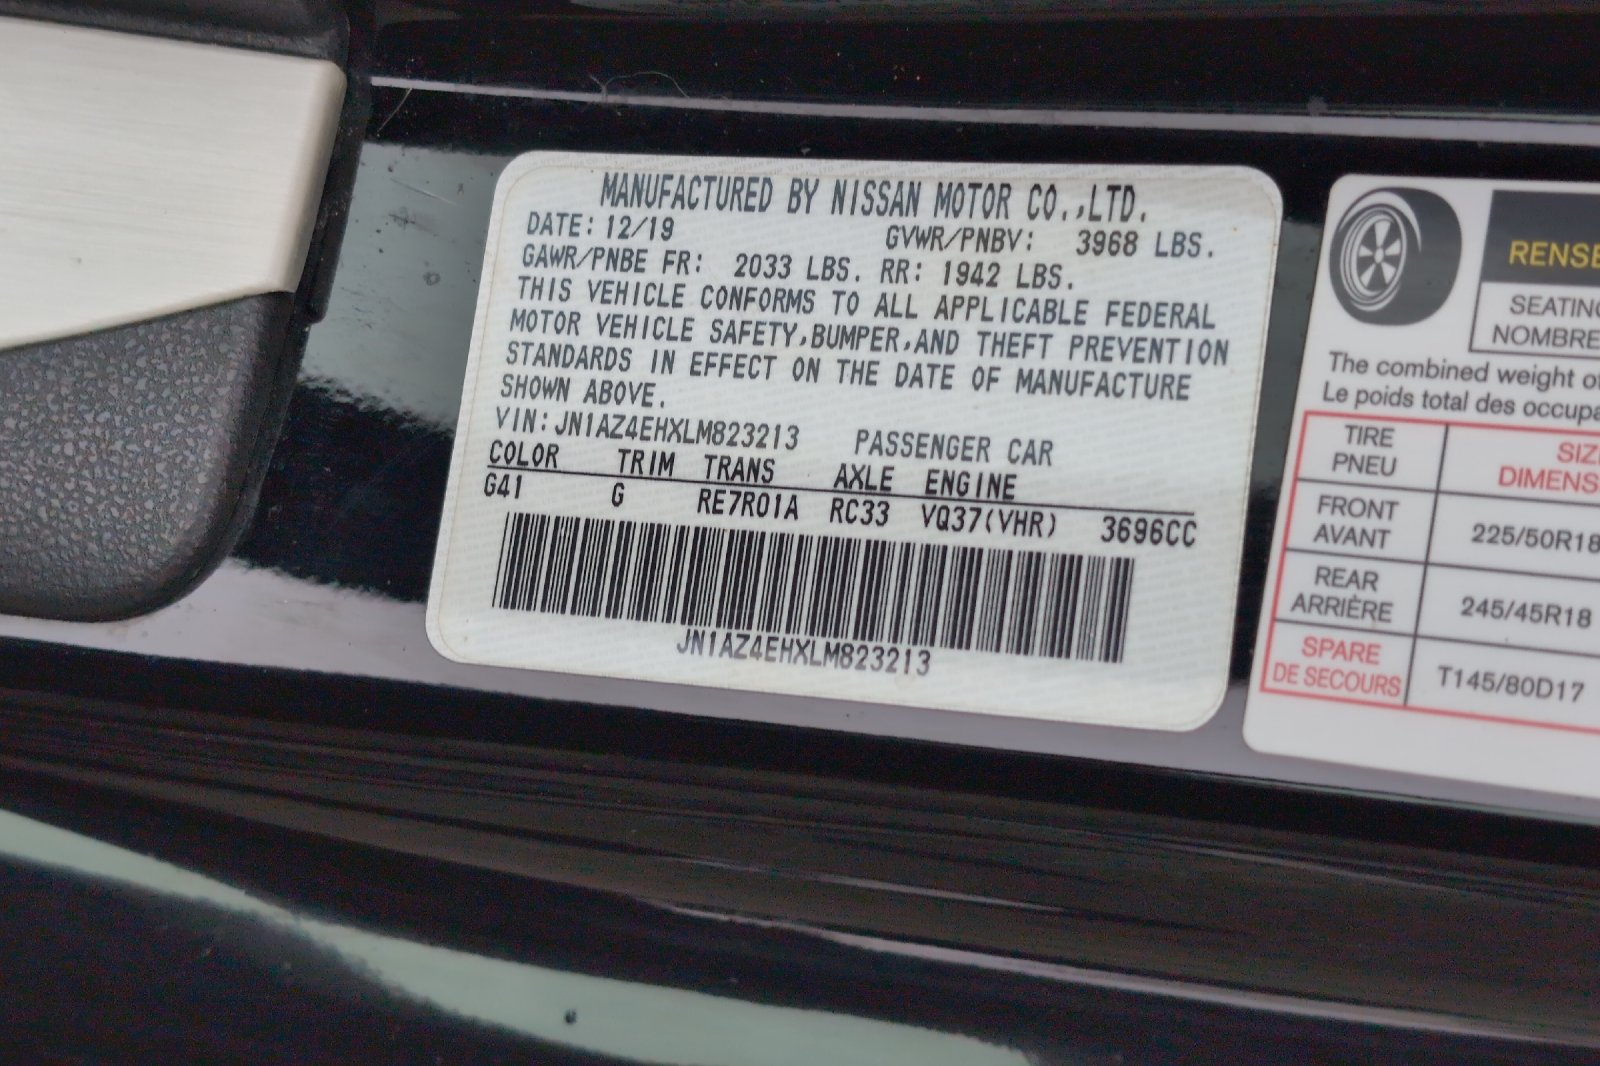 MANUFACTURED BY NISSAN MOTOR CO.,LTD.
DATE: 12/19 GVWR/PNBV: 3968 LBS.
GAWR/PNBE FR: 2033 LBS. RR: 1942 LBS.
THIS VEHICLE CONFORMS TO ALL APPLICABLE FEDERAL
MOTOR VEHICLE SAFETY,BUMPER,AND THEFT PREVENTION
STANDARDS IN EFFECT ON THE DATE OF MANUFACTURE
SHOWN ABOVE.
VIN: JN1AZ4EHXLM823213 PASSENGER CAR
COLOR TRIM TRANS AXLE ENGINE
G41 G RE7R01A RC33 VQ37(VHR) 3696CC
JN1AZ4EHXLM823213
RENSE
SEATING
NOMBRE
The combined weight of
Le poids total des occupa
TIRE
PNEU
SIZ
DIMENS
FRONT
AVANT
225/50R18
REAR
ARRIÈRE
245/45R18
SPARE
DE SECOURS
T145/80D17